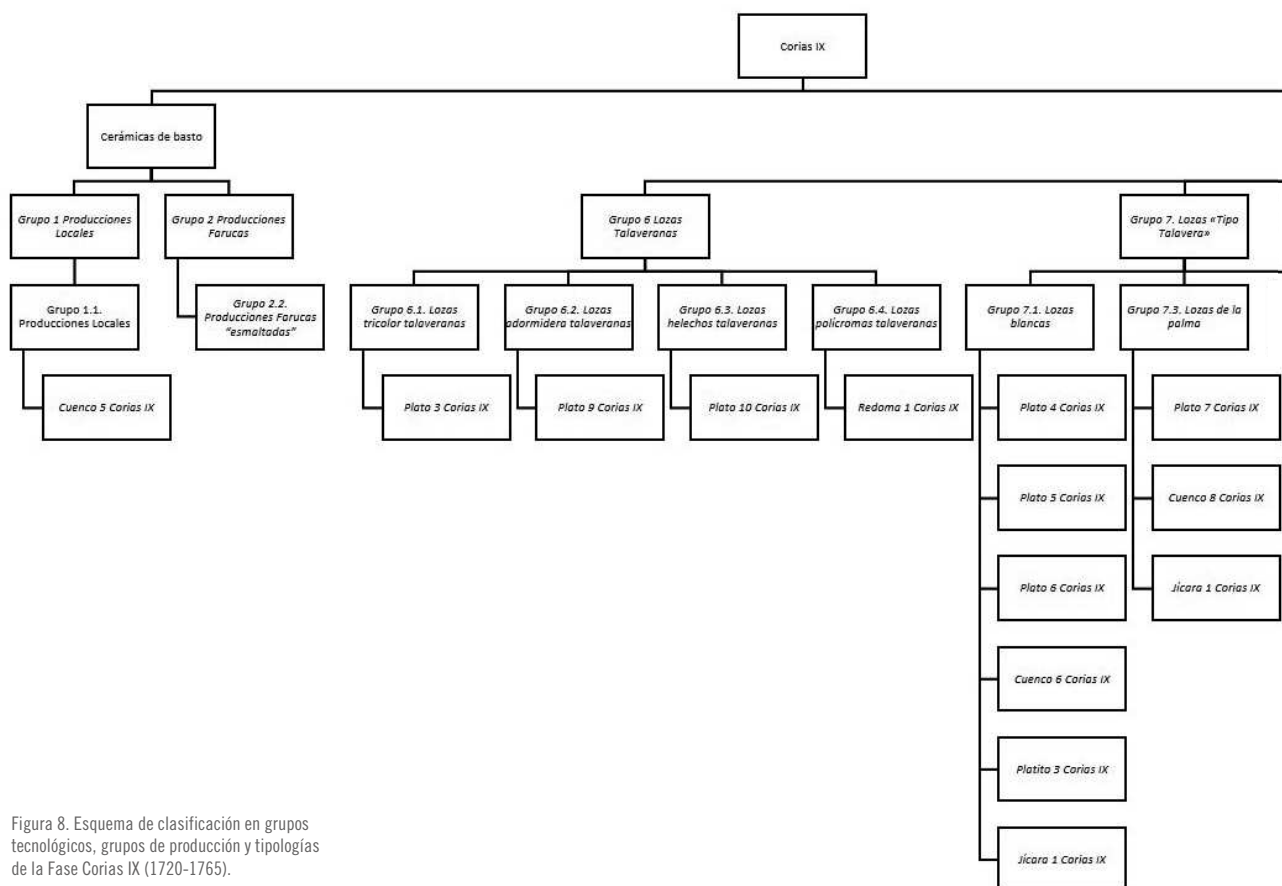 Corias IX
Cerámicas de basto
Grupo 1 Producciones
Locales
Grupo 2 Producciones
Farucas
Grupo 6 Lozas
Talaveranas
Grupo 7. Lozas «Tipo
Talavera»
Grupo 1.1.
Producciones Locales
Grupo 2.2.
Producciones Farucas
"esmaltadas"
Grupo 6.1. Lozas
tricolor talaveranas
Grupo 6.2. Lozas
adormidera talaveranas
Grupo 6.3. Lozas
helechos talaveranas
Grupo 6.4. Lozas
polícromas talaveranas
Grupo 7.1. Lozas
blancas
Grupo 7.3. Lozas de la
palma
Cuenco 5 Corias IX
Plato 3 Corias IX
Plato 9 Corias IX
Plato 10 Corias IX
Redoma 1 Corias IX
Plato 4 Corias IX
Plato 7 Corias IX
Plato 5 Corias IX
Cuenco 8 Corias IX
Plato 6 Corias IX
Jícara 1 Corias IX
Cuenco 6 Corias IX
Platito 3 Corias IX
Jícara 1 Corias IX
Figura 8. Esquema de clasificación en grupos
tecnológicos, grupos de producción y tipologías
de la Fase Corias IX (1720-1765).